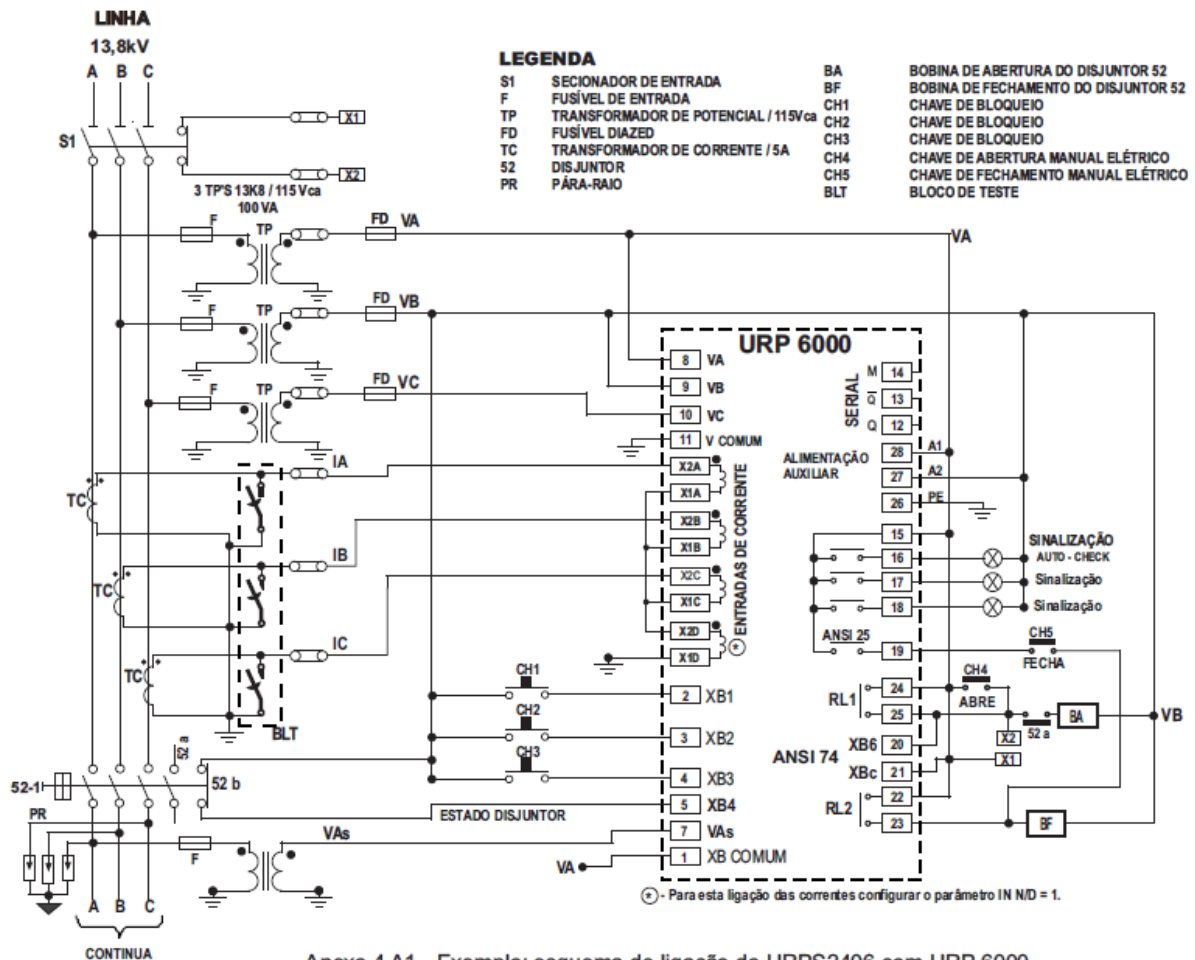 LINHA
13,8kV
A B C
S1
X1
X2
LEGENDA
S1 SECIONADOR DE ENTRADA
F FUSÍVEL DE ENTRADA
TP TRANSFORMADOR DE POTENCIAL / 115Vca
FD FUSÍVEL DIAZED
TC TRANSFORMADOR DE CORRENTE / 5A
52 DISJUNTOR
PR PÁRA-RAIO
BA BOBINA DE ABERTURA DO DISJUNTOR 52
BF BOBINA DE FECHAMENTO DO DISJUNTOR 52
CH1 CHAVE DE BLOQUEIO
CH2 CHAVE DE BLOQUEIO
CH3 CHAVE DE BLOQUEIO
CH4 CHAVE DE ABERTURA MANUAL ELÉTRICO
CH5 CHAVE DE FECHAMENTO MANUAL ELÉTRICO
BLT BLOCO DE TESTE
3 TP'S 13K8 / 115 Vca
100 VA
F TP FD VA
VA
F TP FD VB
F TP FD VC
TC IA
TC IB
TC IC
BLT
CH1
CH2
CH3
52-1
52 a
52 b
PR
ESTADO DISJUNTOR
F
VAs
VA
A B C
CONTINUA
URP 6000
8 VA
9 VB
10 VC
11 V COMUM
X2A
X1A
X2B
X1B
X2C
X1C
X2D
X1D
ENTRADAS DE CORRENTE
(*)
2 XB1
3 XB2
4 XB3
5 XB4
7 VAs
1 XB COMUM
SERIAL
M 14
Q̅ 13
Q 12
ALIMENTAÇÃO
AUXILIAR
28 A1
27 A2
26 PE
15
16
17
18
SINALIZAÇÃO
AUTO - CHECK
Sinalização
Sinalização
ANSI 25 19
CH5
FECHA
RL1
24
25
CH4
ABRE
52 a
BA
VB
X2
X1
ANSI 74
XB6 20
XBc 21
RL2
22
23
BF
(*) - Para esta ligação das correntes configurar o parâmetro IN N/D = 1.